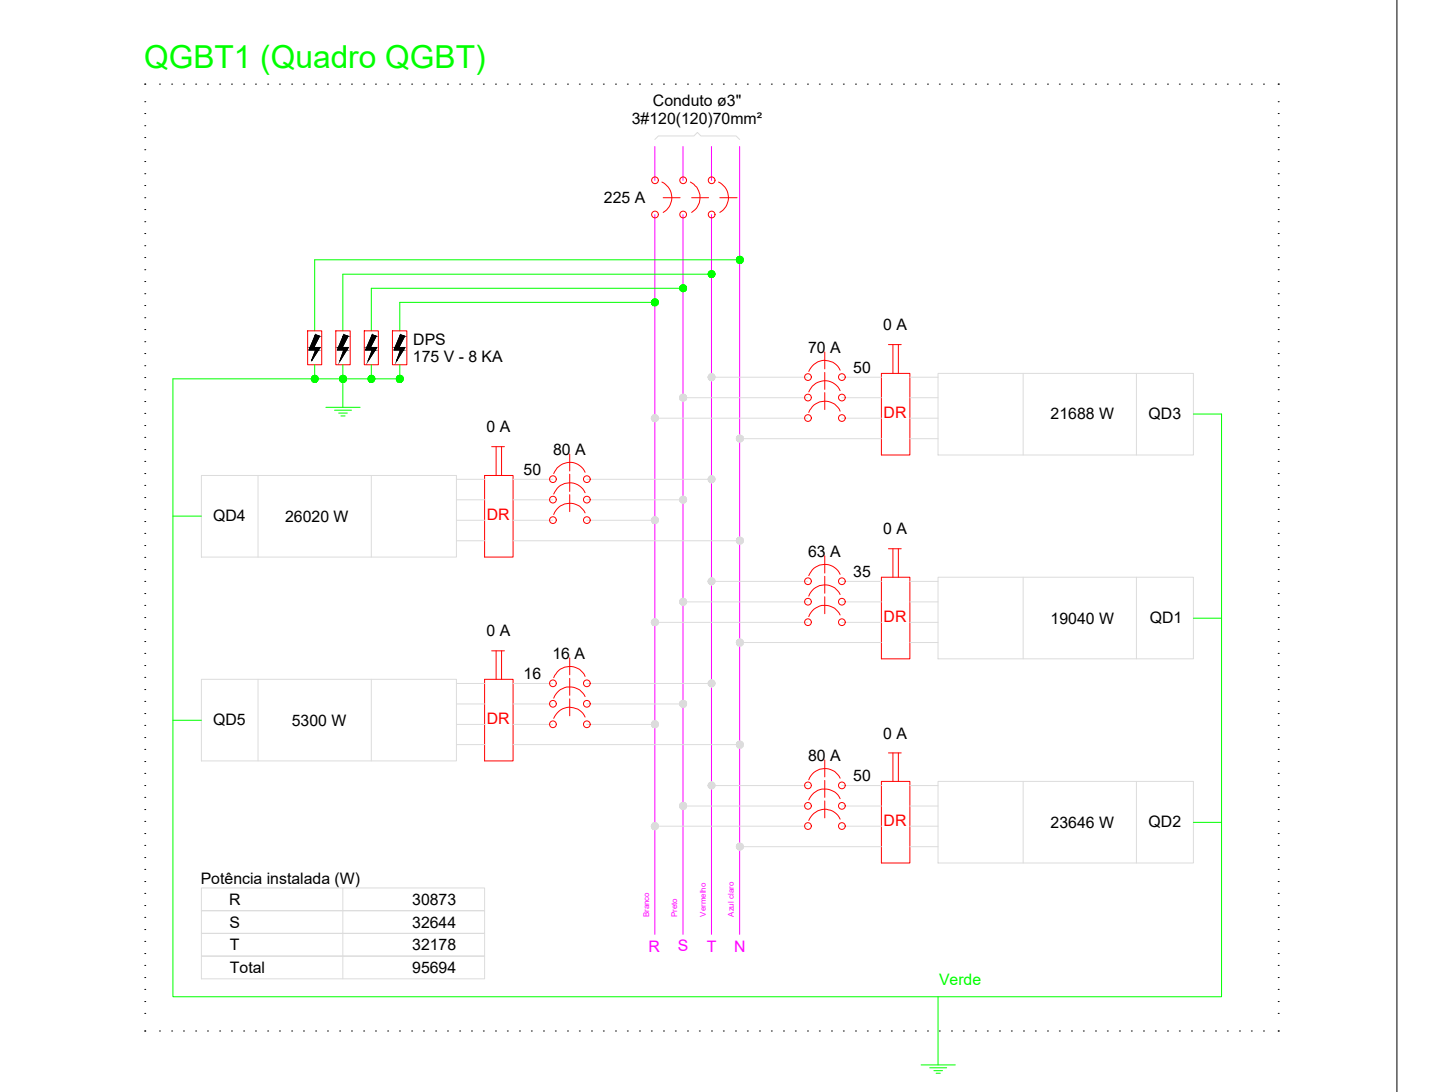 QGBT1 (Quadro QGBT)
Conduto ø3"
3#120(120)70mm²
225 A
DPS
175 V - 8 KA
0 A
70 A
50
DR
21688 W
QD3
0 A
80 A
50
DR
QD4
26020 W
0 A
63 A
35
DR
19040 W
QD1
0 A
16 A
16
DR
QD5
5300 W
0 A
80 A
50
DR
23646 W
QD2
Potência instalada (W)
R 30873
S 32644
T 32178
Total 95694
Branco
Preto
Vermelho
Azul claro
R S T N
Verde